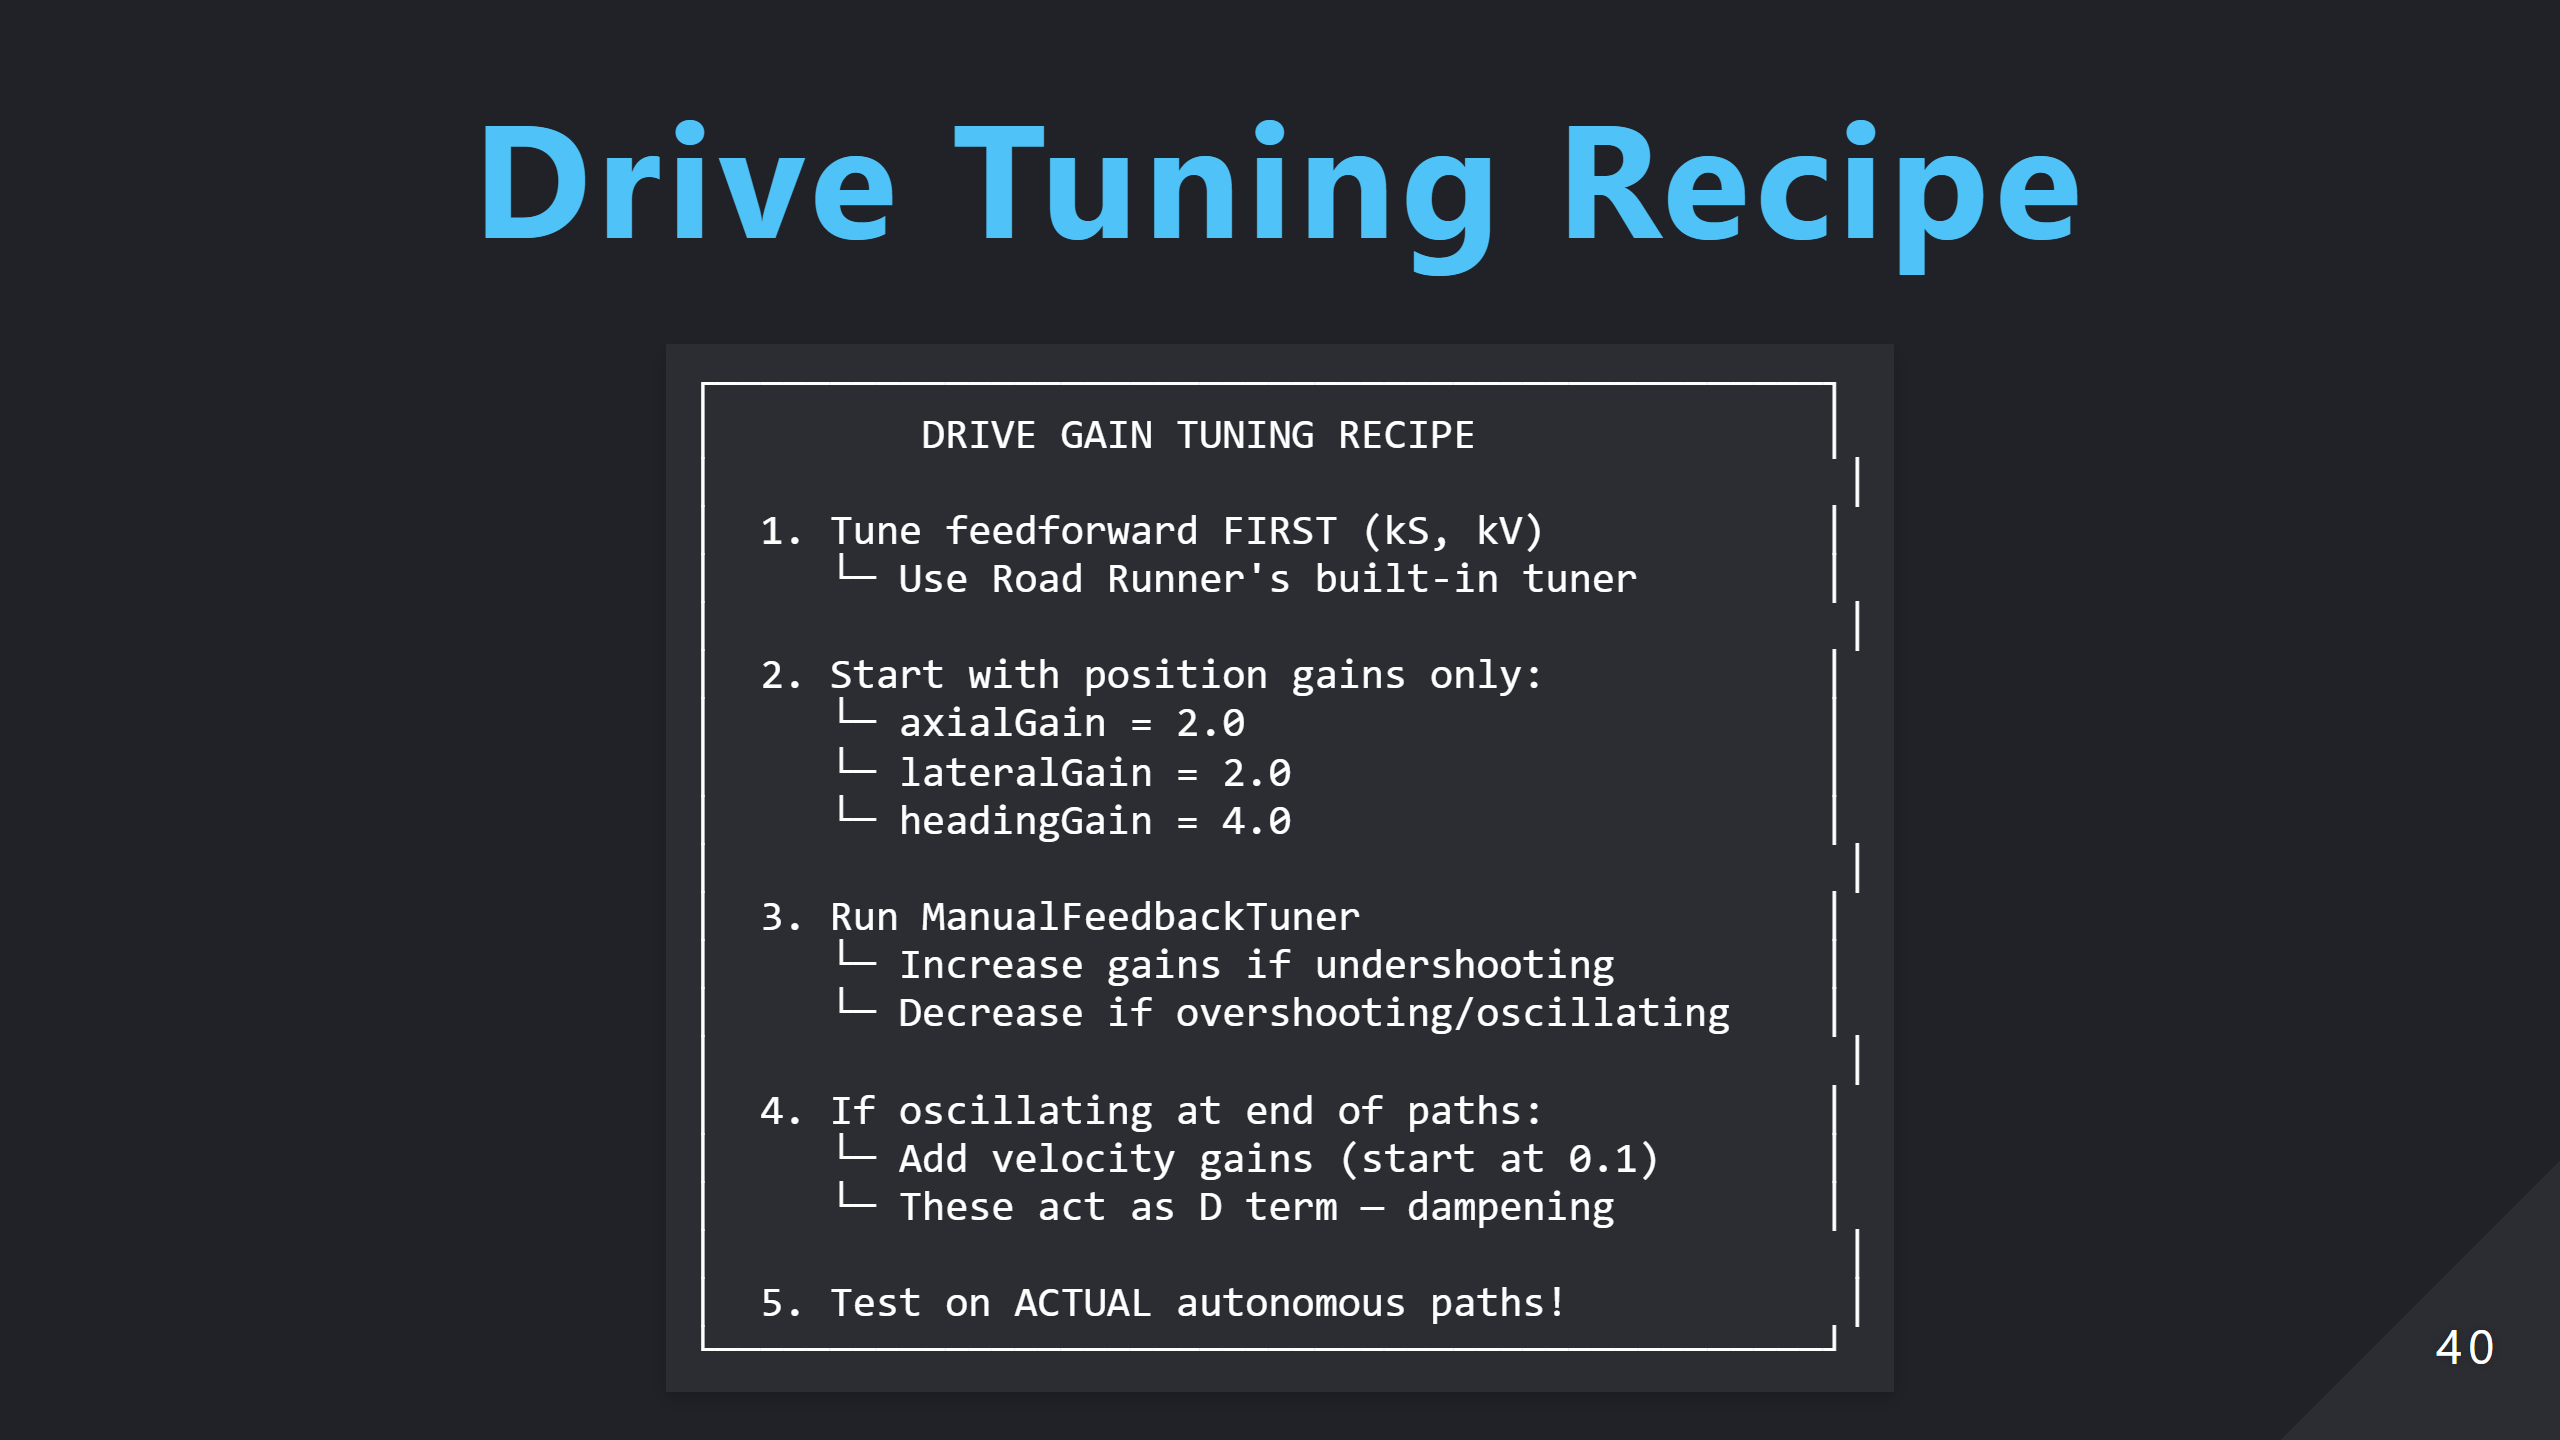 Drive Tuning Recipe
DRIVE GAIN TUNING RECIPE
1. Tune feedforward FIRST (kS, kV)
└─ Use Road Runner's built-in tuner
2. Start with position gains only:
└─ axialGain = 2.0
└─ lateralGain = 2.0
└─ headingGain = 4.0
3. Run ManualFeedbackTuner
└─ Increase gains if undershooting
└─ Decrease if overshooting/oscillating
4. If oscillating at end of paths:
└─ Add velocity gains (start at 0.1)
└─ These act as D term — dampening
5. Test on ACTUAL autonomous paths!
40